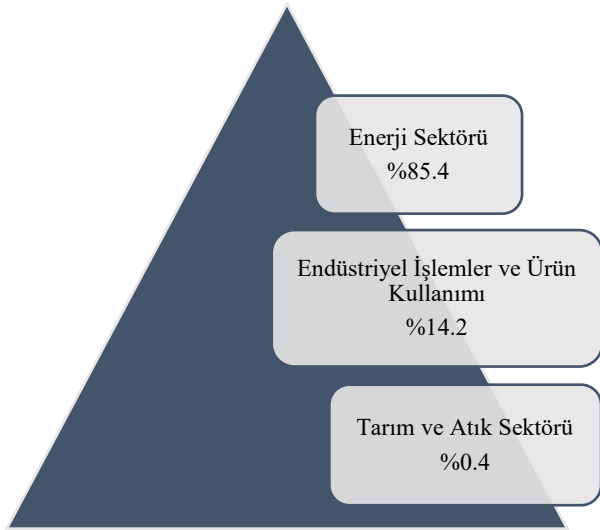 Enerji Sektörü
%85.4
Endüstriyel İşlemler ve Ürün
Kullanımı
%14.2
Tarım ve Atık Sektörü
%0.4